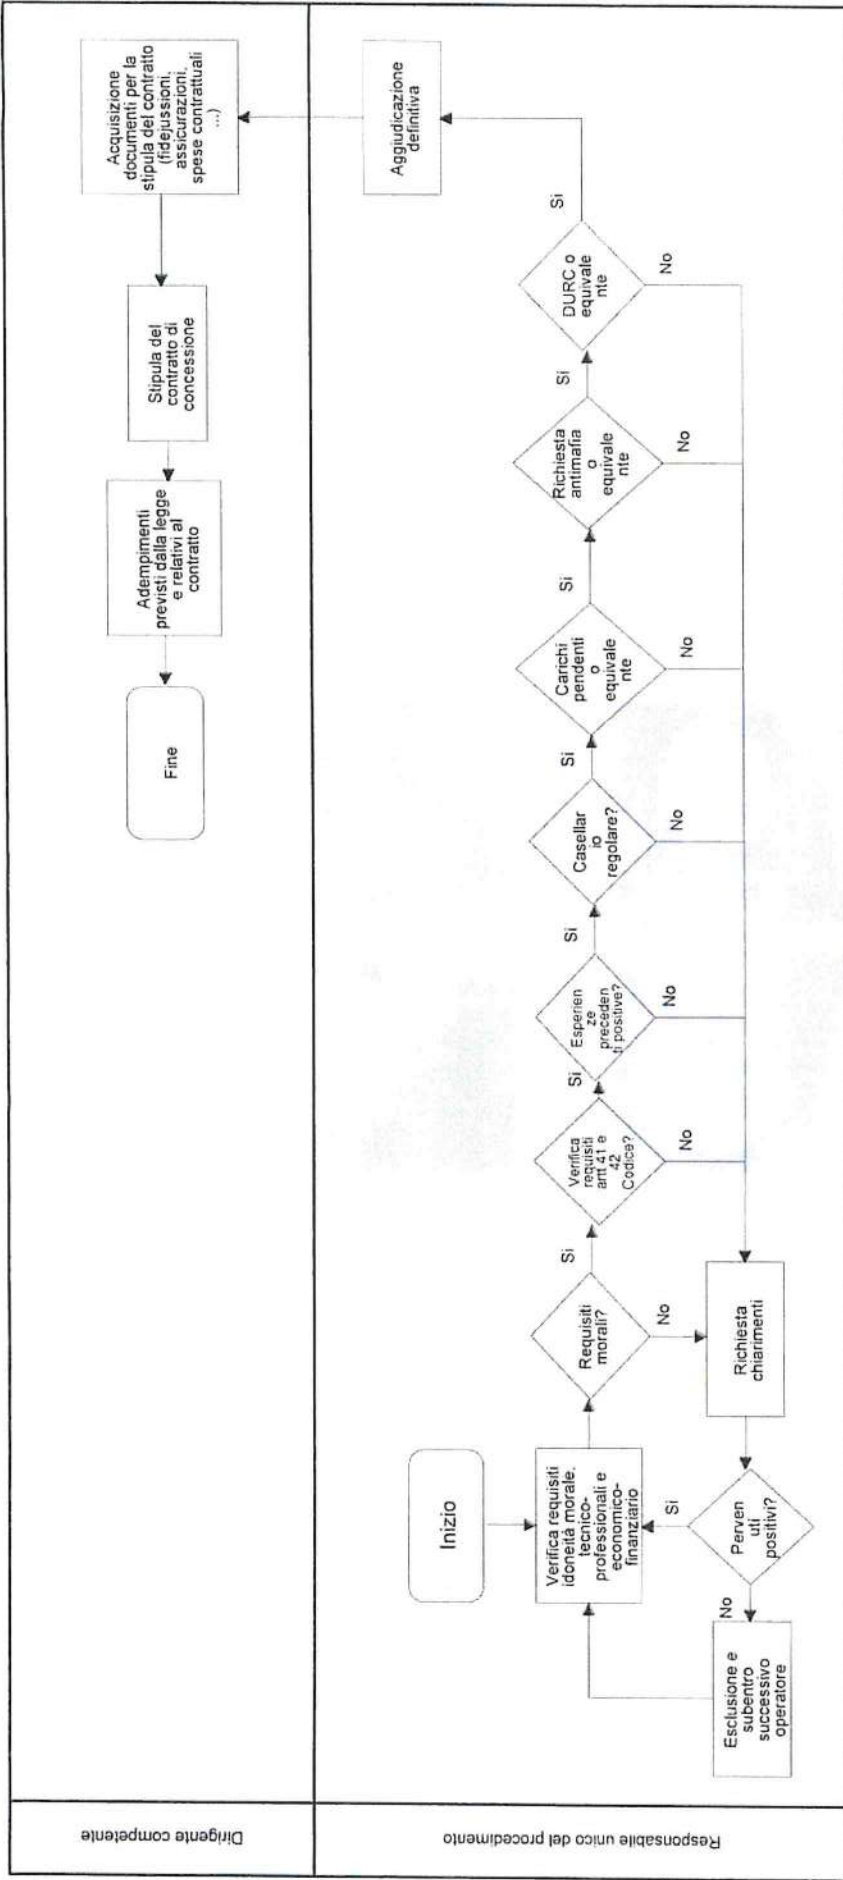 Dirigente competente
Acquisizione
documenti per la
stipula del contratto
(fidejussioni,
assicurazioni,
spese contrattuali
...)
Stipula del
contratto di
concessione
Adempimenti
previsti dalla legge
e relativi al
contratto
Fine
Responsabile unico del procedimento
Inizio
Verifica requisiti
idoneità morale,
tecnico-
professionali e
economico-
finanziario
Requisiti
morali?
Si
No
Verifica
requisiti
artt 41 e
42
Codice?
Si
No
Esperien
ze
preceden
ti positive?
Si
No
Casellar
io
regolare?
Si
No
Carichi
pendenti
o
equivale
nte
Si
No
Richiesta
antimafia
o
equivale
nte
Si
No
DURC o
equivale
nte
Si
No
Aggiudicazione
definitiva
Richiesta
chiarimenti
Perven
uti
positivi?
Si
No
Esclusione e
subentro
successivo
operatore